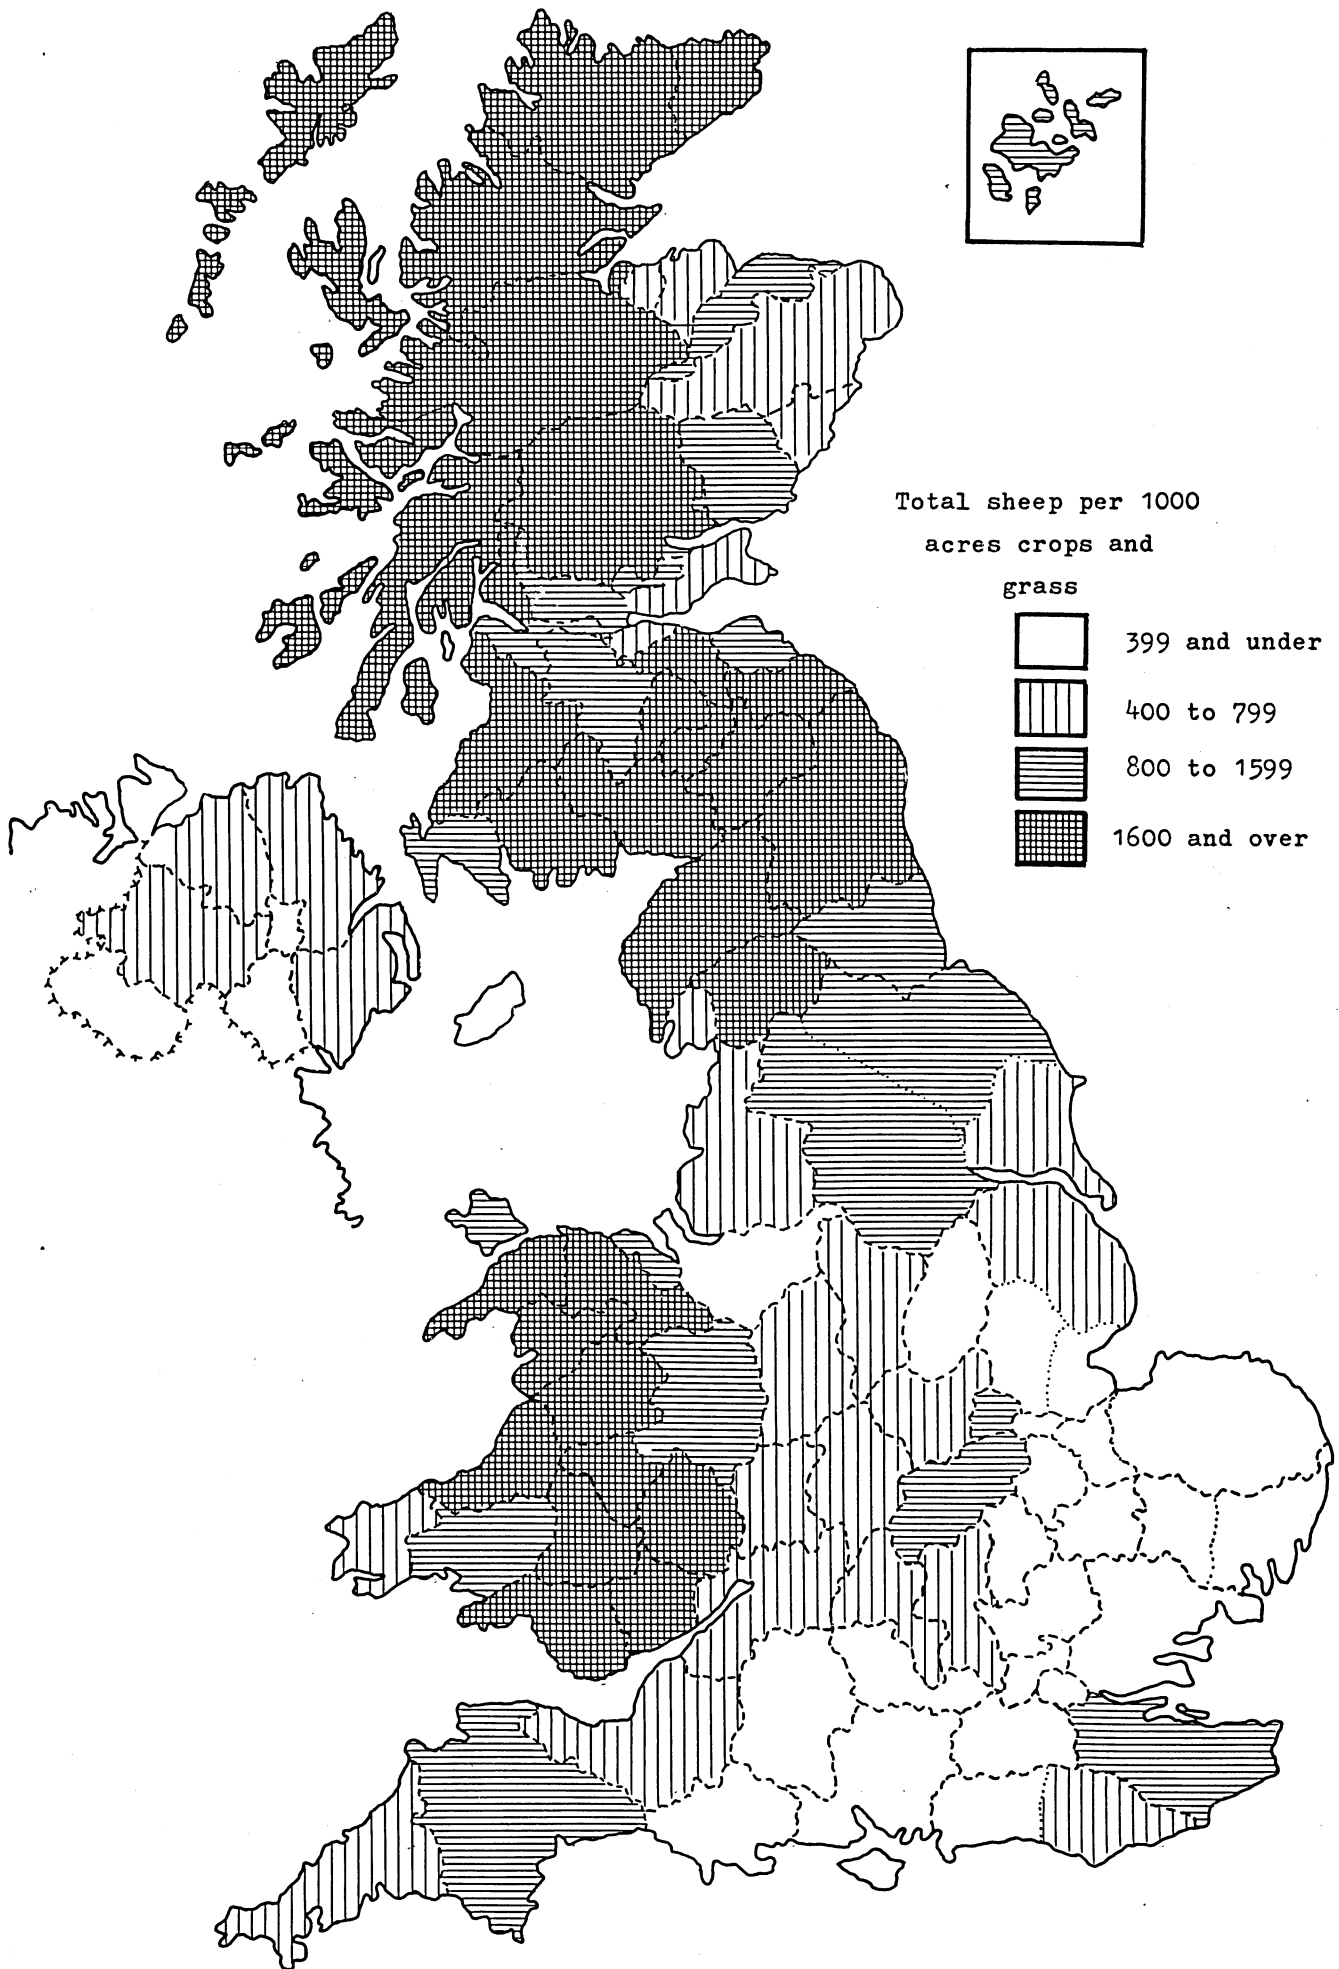 Total sheep per 1000
acres crops and
grass
399 and under
400 to 799
800 to 1599
1600 and over